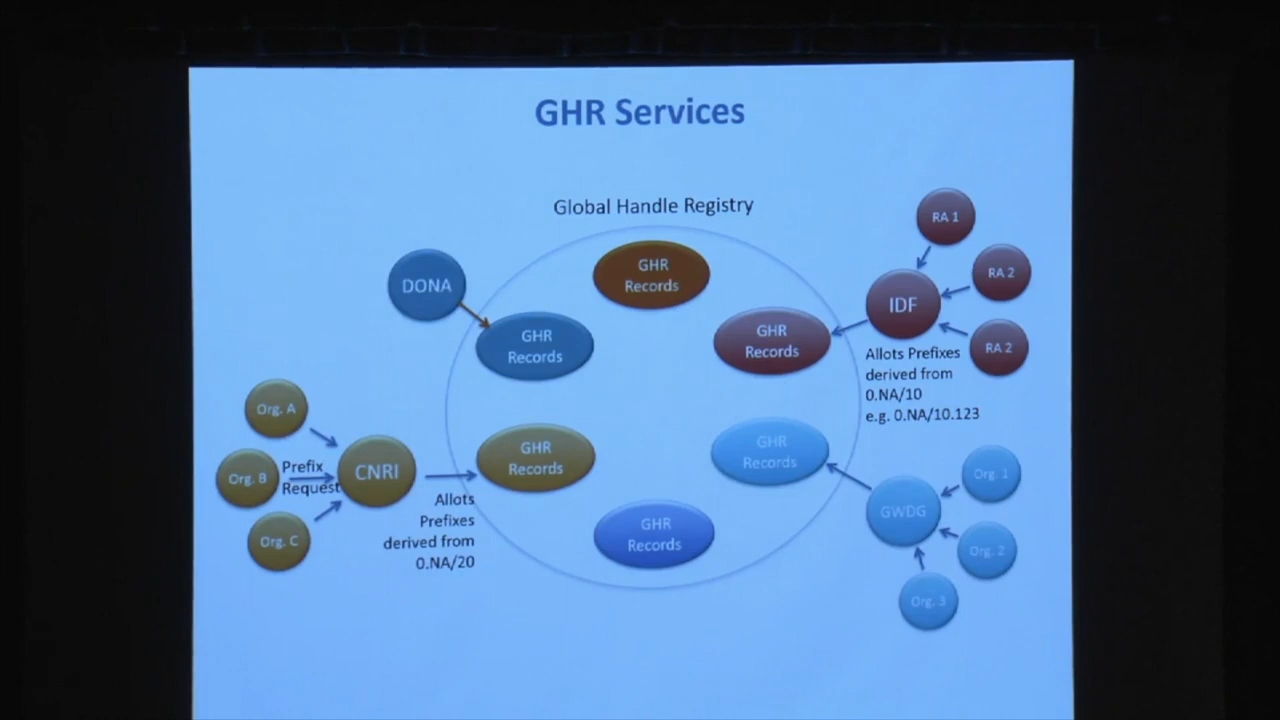 GHR Services
Global Handle Registry
DONA
GHR
Records
GHR
Records
GHR
Records
GHR
Records
GHR
Records
GHR
Records
RA 1
RA 2
RA 2
IDF
Allots Prefixes
derived from
0.NA/10
e.g. 0.NA/10.123
Org. A
Org. B
Org. C
Prefix
Request
CNRI
Allots
Prefixes
derived from
0.NA/20
GWDG
Org. 1
Org. 2
Org. 3